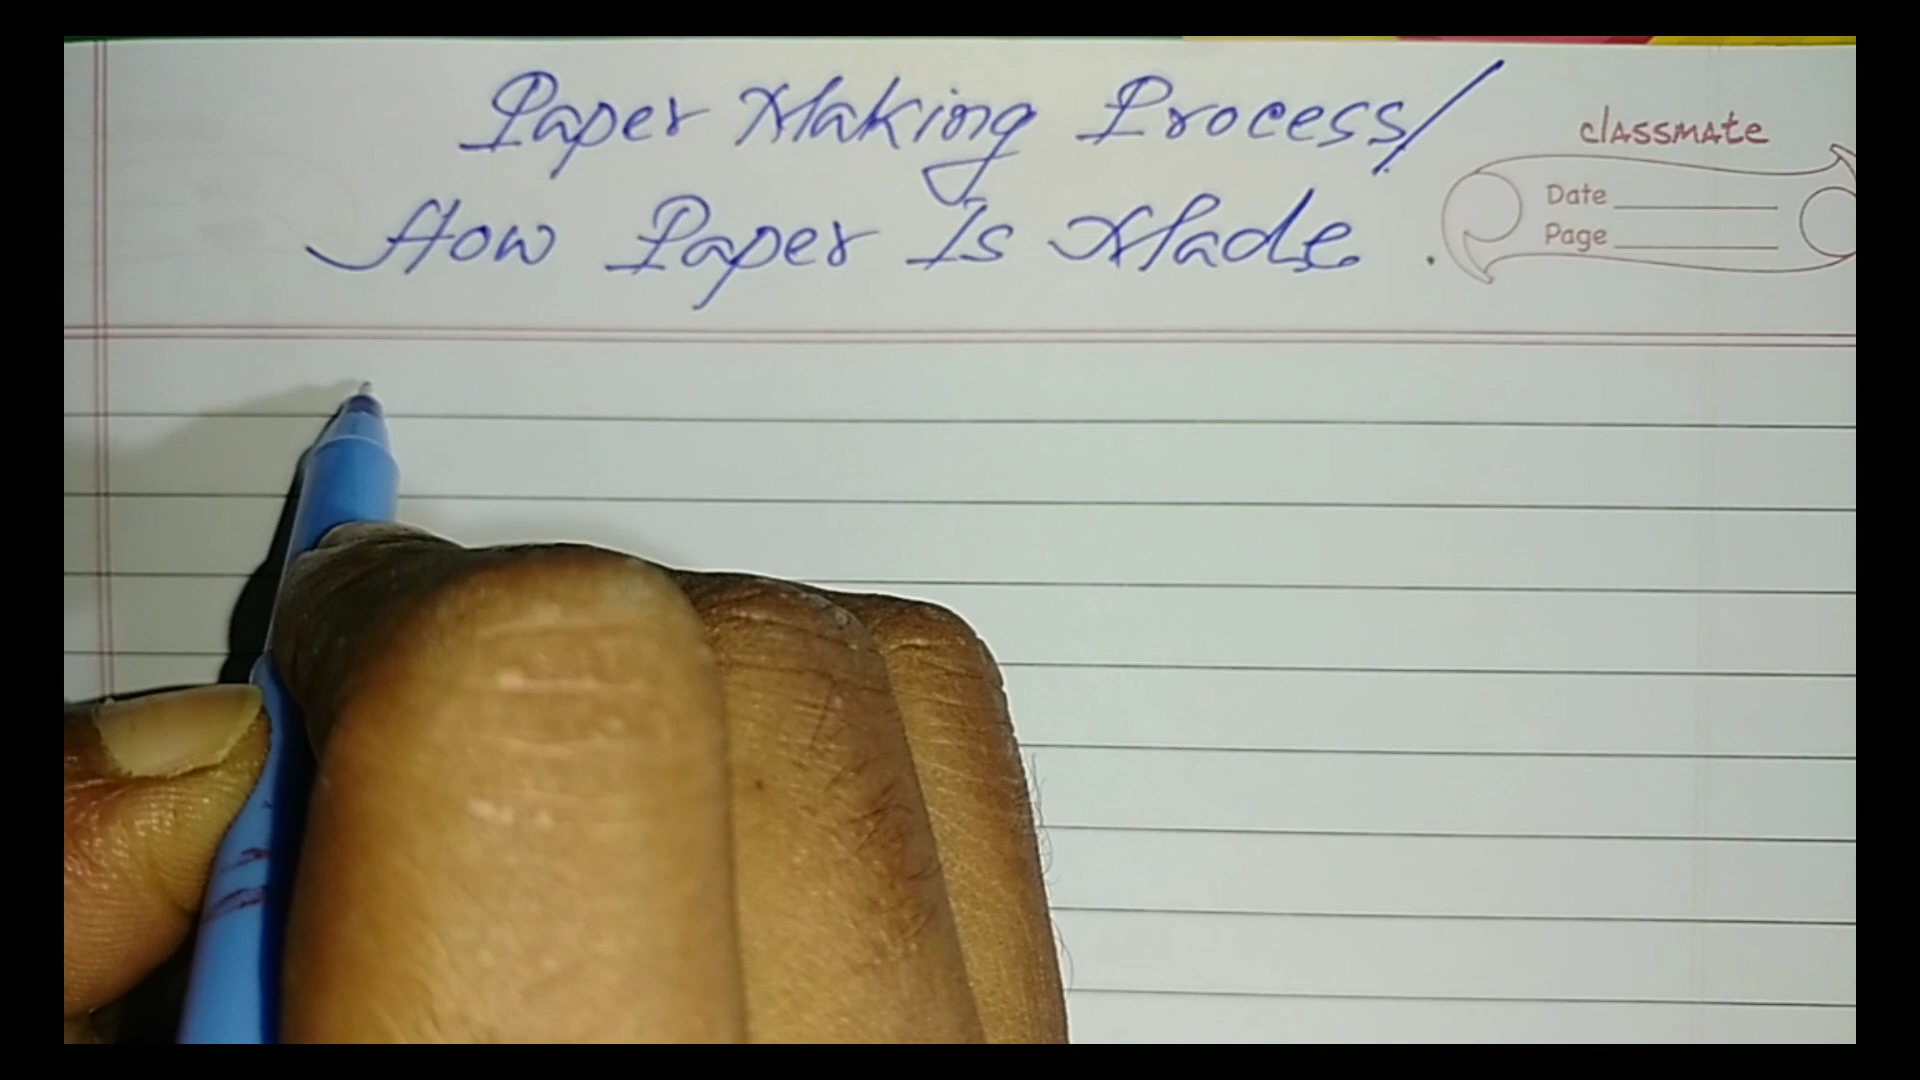 Paper Making Process/
How Paper Is Made.
classmate
Date
Page